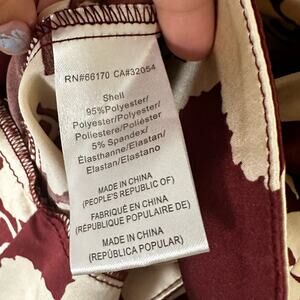 RN#66170 CA#32054
Shell
95%Polyester/
Polyester/Polyester/
Poliestere/Poliéster
5% Spandex/
Élasthanne/Elastan/
Elastan/Elastano
MADE IN CHINA
(PEOPLE'S REPUBLIC OF)
FABRIQUÉ EN CHINA
(RÉPUBLIQUE POPULAIRE DE)
MADE IN CHINA
(REPÚBLICA POPULAR)